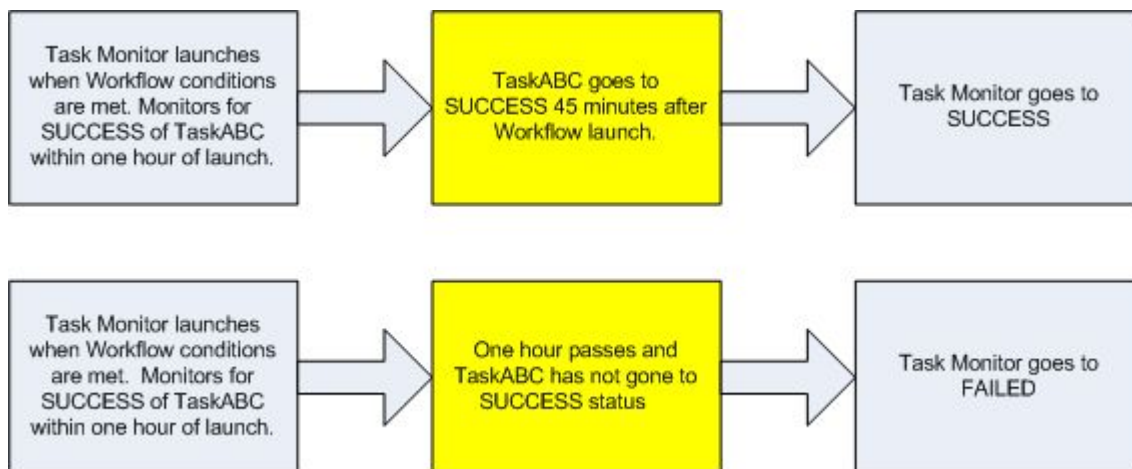 Task Monitor launches
when Workflow conditions
are met. Monitors for
SUCCESS of TaskABC
within one hour of launch.
TaskABC goes to
SUCCESS 45 minutes after
Workflow launch.
Task Monitor goes to
SUCCESS
Task Monitor launches
when Workflow conditions
are met. Monitors for
SUCCESS of TaskABC
within one hour of launch.
One hour passes and
TaskABC has not gone to
SUCCESS status
Task Monitor goes to
FAILED